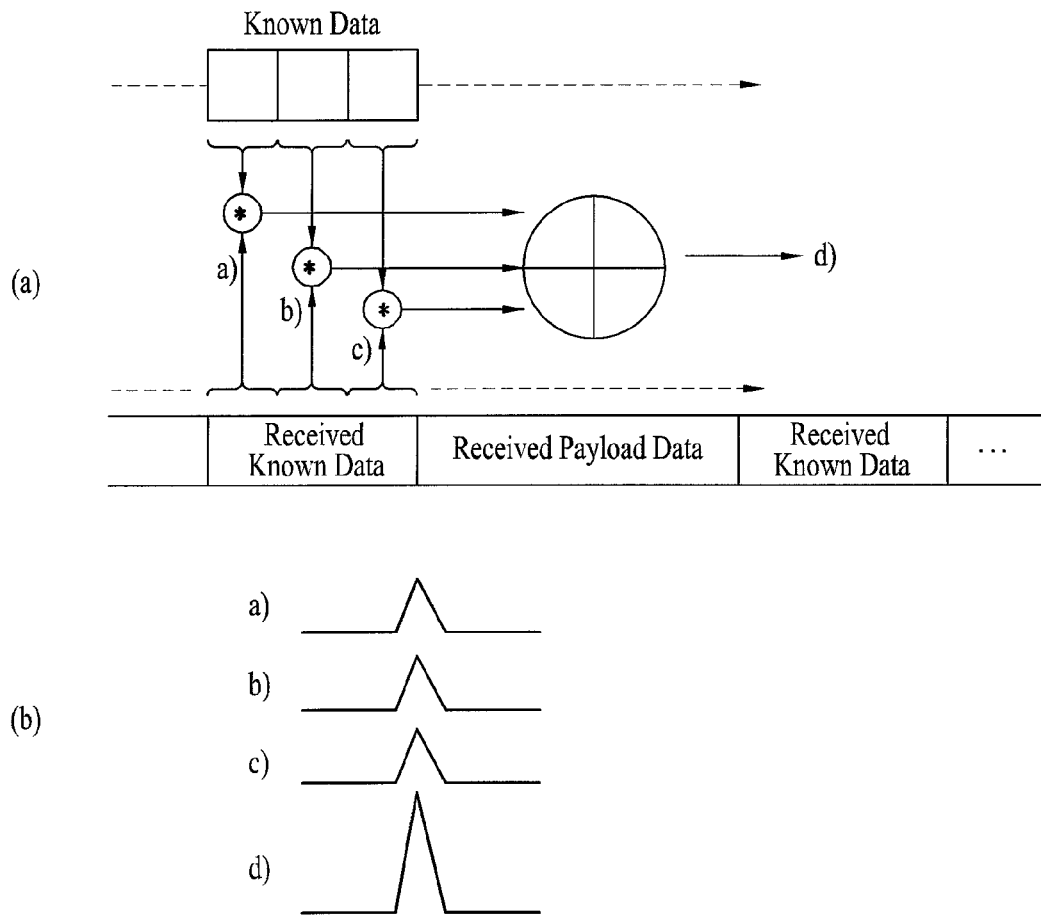 Known Data
*
a)
*
b)
*
c)
d)
(a)
Received
Known Data
Received Payload Data
Received
Known Data
...
a)
b)
(b)
c)
d)